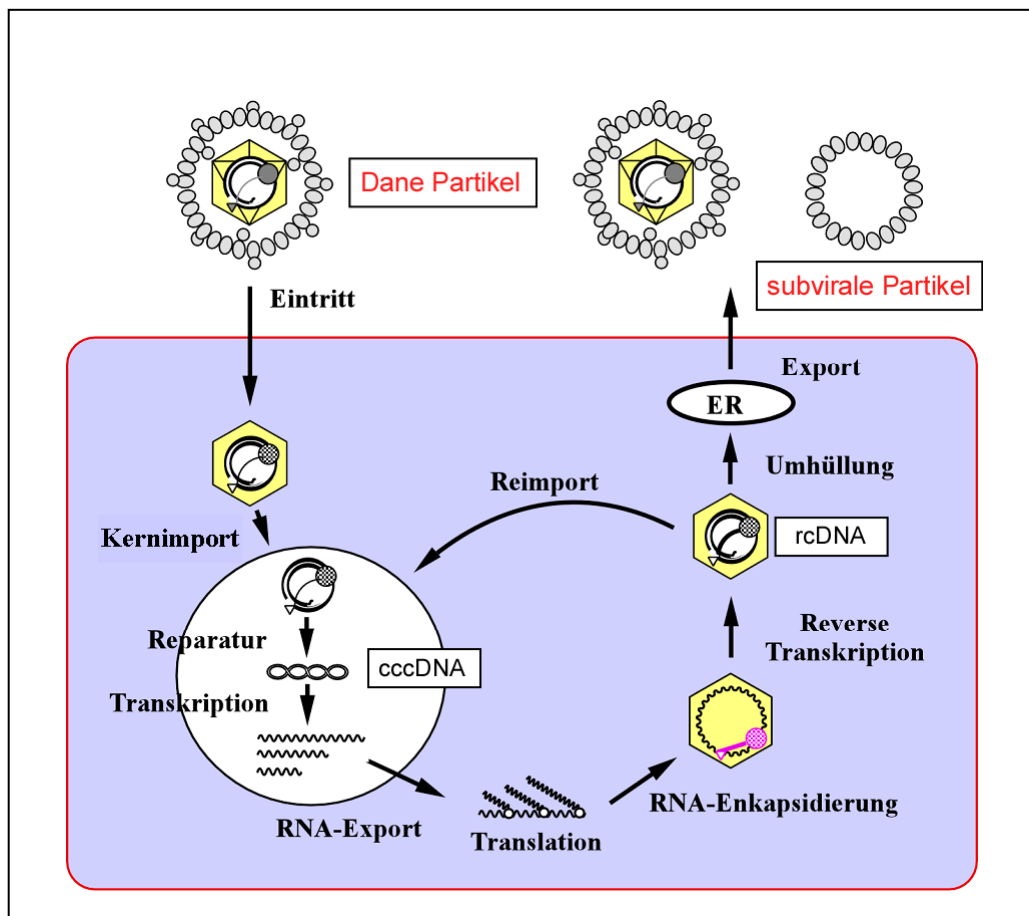 Dane Partikel
subvirale Partikel
Eintritt
Export
ER
Umhüllung
Reimport
rcDNA
Kernimport
Reverse
Transkription
Reparatur
cccDNA
Transkription
RNA-Enkapsidierung
RNA-Export
Translation